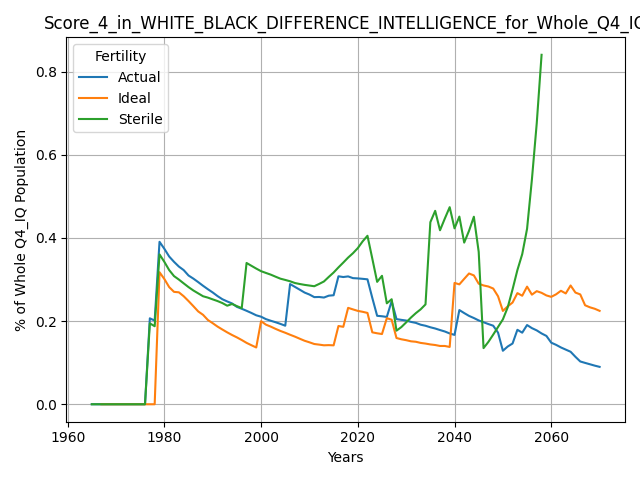 Score_4_in_WHITE_BLACK_DIFFERENCE_INTELLIGENCE_for_Whole_Q4_IQ
Fertility
Actual
Ideal
Sterile
% of Whole Q4_IQ Population
0.8
0.6
0.4
0.2
0.0
1960 1980 2000 2020 2040 2060
Years